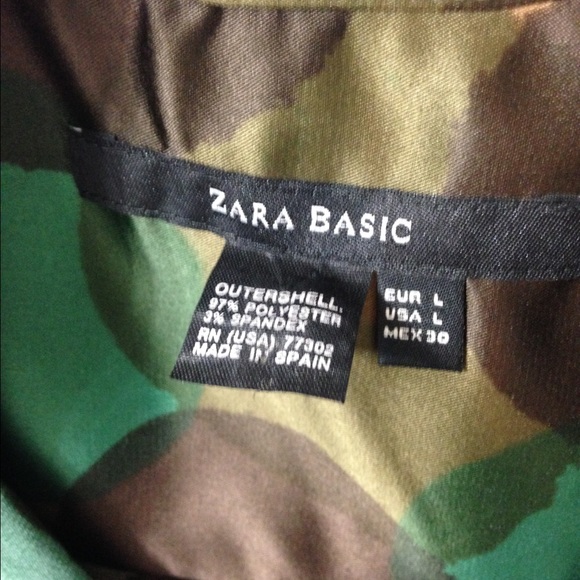 ZARA BASIC
OUTERSHELL.
97% POLYESTER
3% SPANDEX
RN (USA) 77302
MADE IN SPAIN
EUR L
USA L
MEX 30